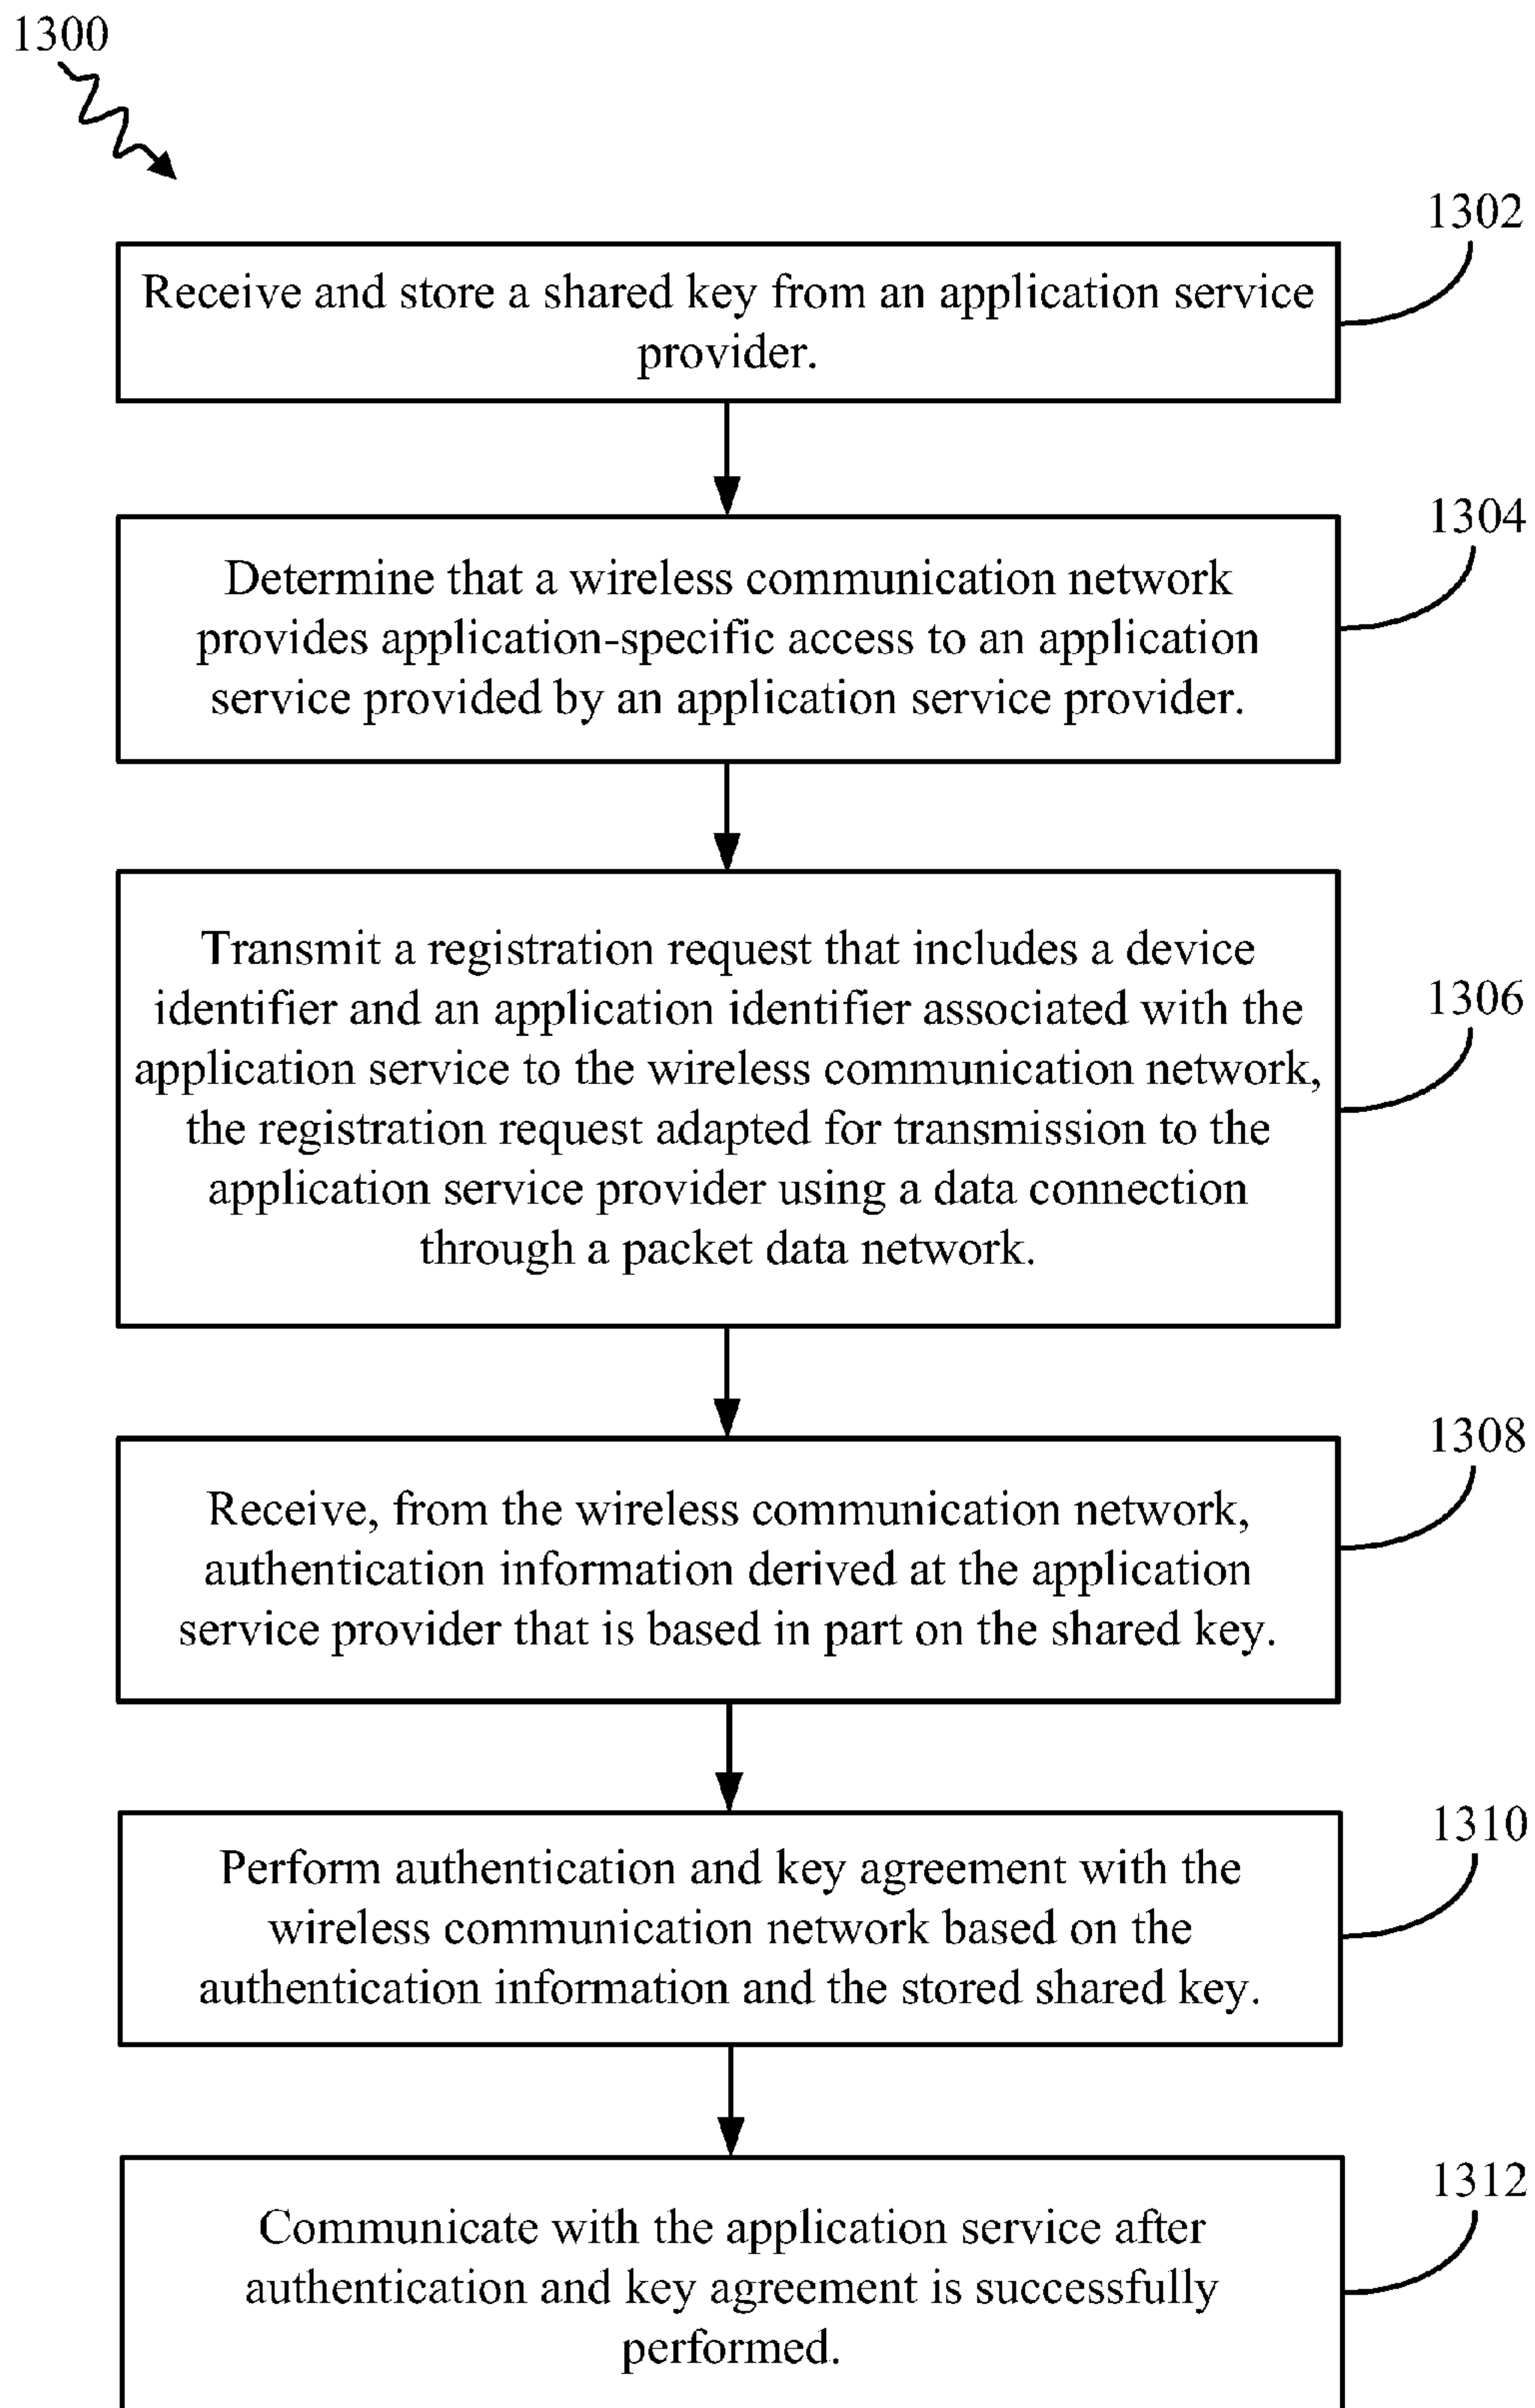 1300
1302
Receive and store a shared key from an application service
provider.
1304
Determine that a wireless communication network
provides application-specific access to an application
service provided by an application service provider.
Transmit a registration request that includes a device
identifier and an application identifier associated with the
1306
application service to the wireless communication network,
the registration request adapted for transmission to the
application service provider using a data connection
through a packet data network.
1308
Receive, from the wireless communication network,
authentication information derived at the application
service provider that is based in part on the shared key.
1310
Perform authentication and key agreement with the
wireless communication network based on the
authentication information and the stored shared key.
1312
Communicate with the application service after
authentication and key agreement is successfully
performed.